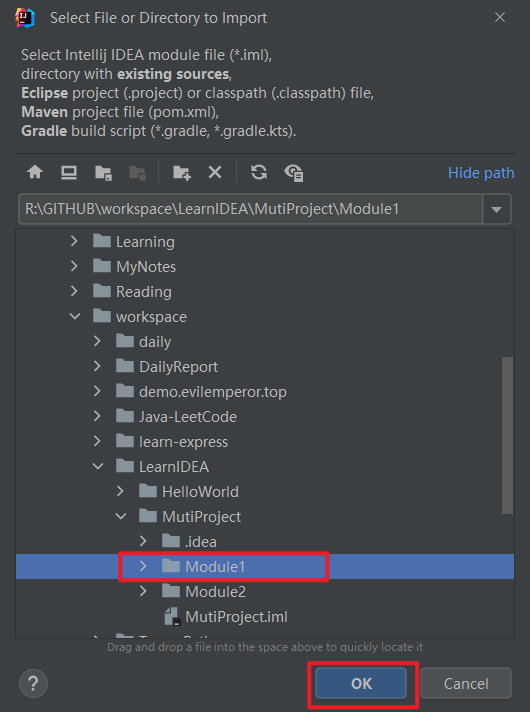 Select File or Directory to Import
Select Intellij IDEA module file (*.iml),
directory with existing sources,
Eclipse project (.project) or classpath (.classpath) file,
Maven project file (pom.xml),
Gradle build script (*.gradle, *.gradle.kts).
Hide path
R:\GITHUB\workspace\LearnIDEA\MutiProject\Module1
Learning
MyNotes
Reading
workspace
daily
DailyReport
demo.evilemperor.top
Java-LeetCode
learn-express
LearnIDEA
HelloWorld
MutiProject
.idea
Module1
Module2
MutiProject.iml
Drag and drop a file into the space above to quickly locate it
? OK Cancel